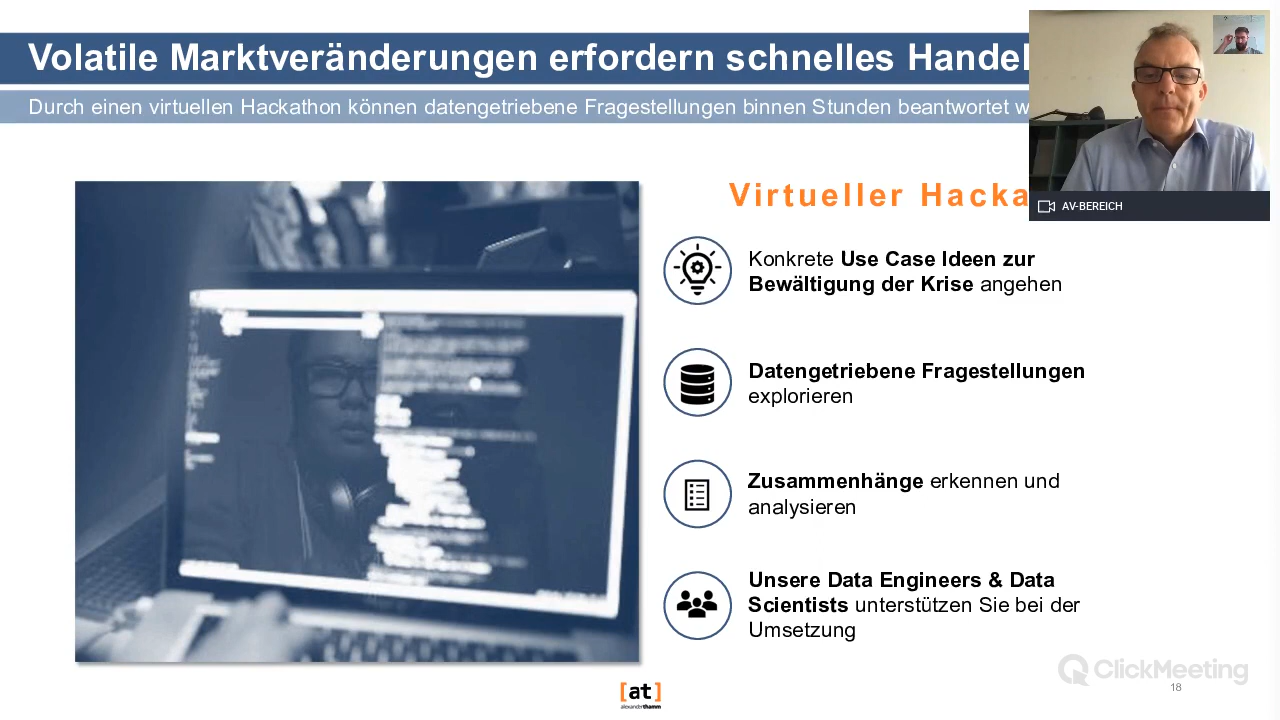 Volatile Marktveränderungen erfordern schnelles Handel
Durch einen virtuellen Hackathon können datengetriebene Fragestellungen binnen Stunden beantwortet w
AV-BEREICH
Virtueller Hacka
Konkrete Use Case Ideen zur
Bewältigung der Krise angehen
Datengetriebene Fragestellungen
explorieren
Zusammenhänge erkennen und
analysieren
Unsere Data Engineers & Data
Scientists unterstützen Sie bei der
Umsetzung
ClickMeeting
18
[at]
alexanderthamm